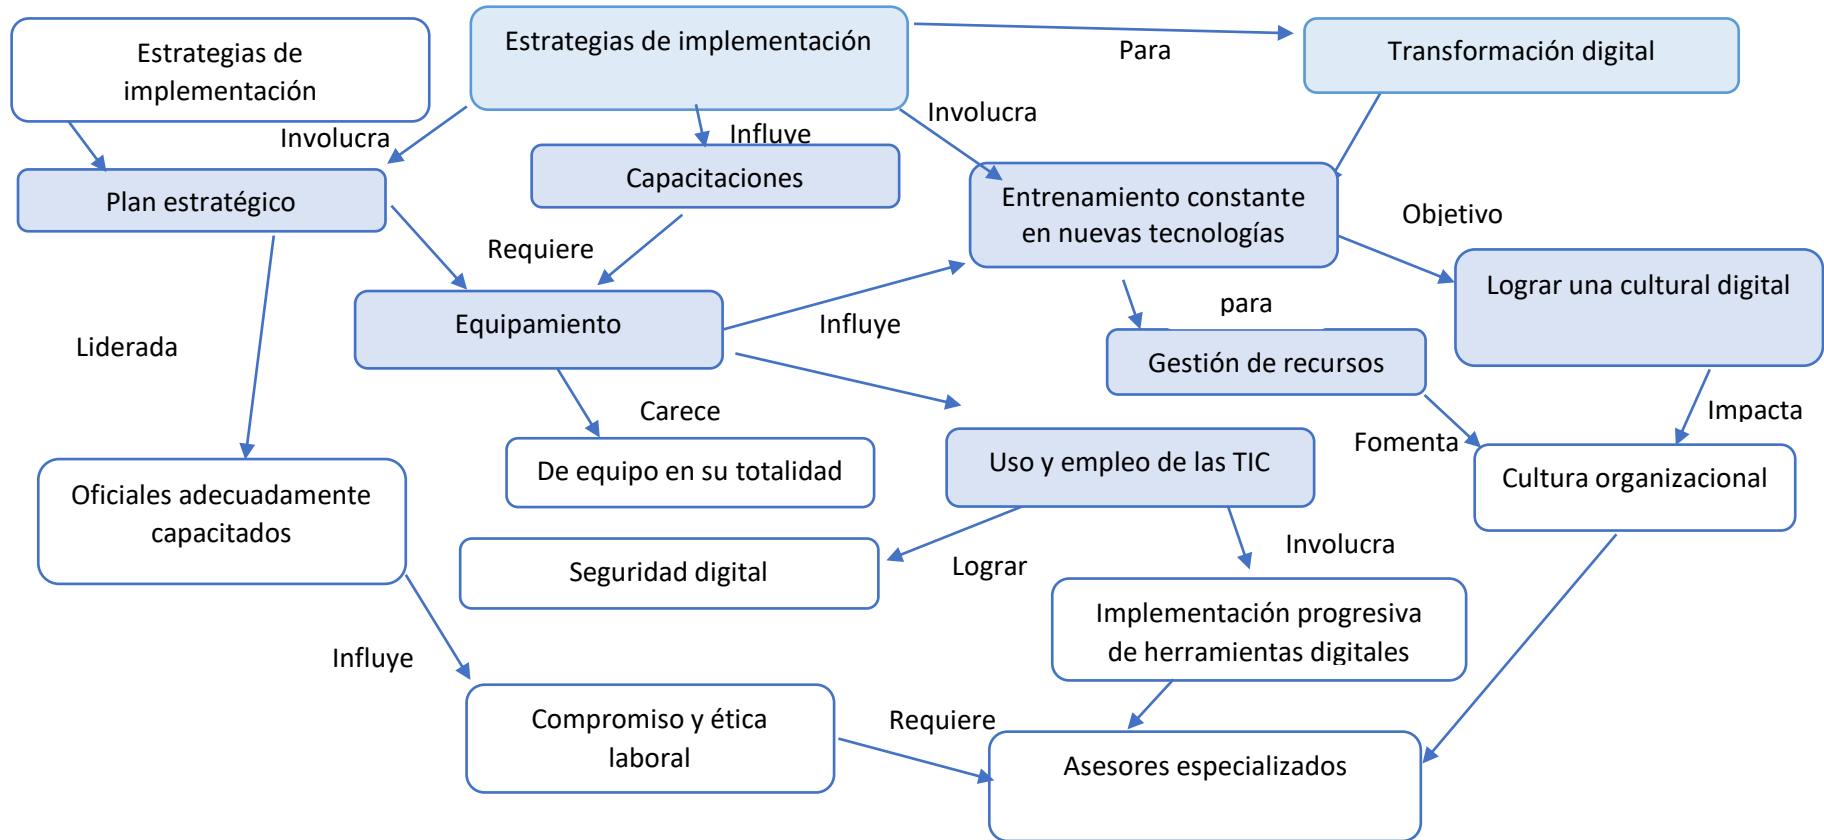 Estrategias de
implementación
Estrategias de implementación
Para
Transformación digital
Involucra
Influye
Involucra
Plan estratégico
Capacitaciones
Entrenamiento constante
en nuevas tecnologías
Objetivo
Requiere
Lograr una cultural digital
Equipamiento
Influye
para
Liderada
Gestión de recursos
Carece
Impacta
Fomenta
De equipo en su totalidad
Uso y empleo de las TIC
Cultura organizacional
Oficiales adecuadamente
capacitados
Seguridad digital
Lograr
Involucra
Implementación progresiva
de herramientas digitales
Influye
Compromiso y ética
laboral
Requiere
Asesores especializados